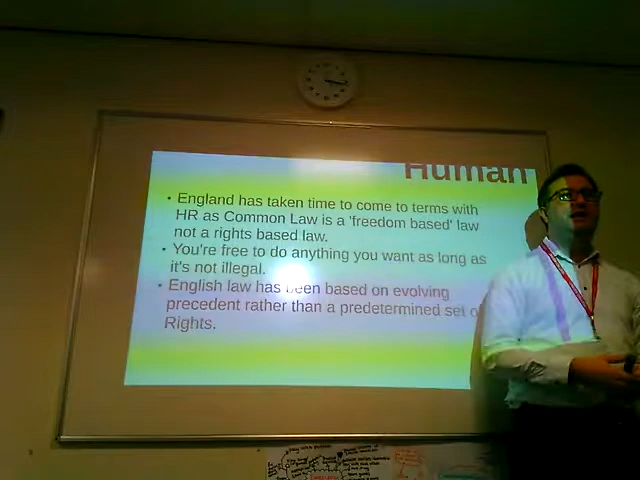 Human
• England has taken time to come to terms with
HR as Common Law is a 'freedom based' law
not a rights based law.
• You're free to do anything you want as long as
it's not illegal.
• English law has been based on evolving
precedent rather than a predetermined set
Rights.